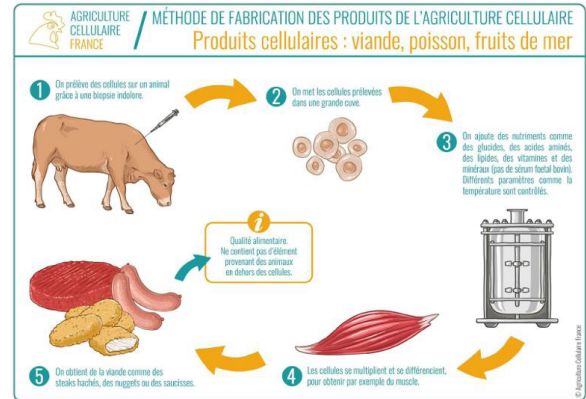 AGRICULTURE
CELLULAIRE
FRANCE
MÉTHODE DE FABRICATION DES PRODUITS DE L'AGRICULTURE CELLULAIRE
Produits cellulaires : viande, poisson, fruits de mer
1 On prélève des cellules sur un animal
grâce à une biopsie indolore.
2 On met les cellules prélevées
dans une grande cuve.
3 On ajoute des nutriments comme
des glucides, des acides aminés,
des lipides, des vitamines et des
minéraux (pas de sérum foetal bovin).
Différents paramètres comme la
température sont contrôlés.
i
Qualité alimentaire.
Ne contient pas d'élément
provenant des animaux
en dehors des cellules.
4 Les cellules se multiplient et se différencient,
pour obtenir par exemple du muscle.
5 On obtient de la viande comme des
steaks hachés, des nuggets ou des saucisses.
© Agriculture Cellulaire France